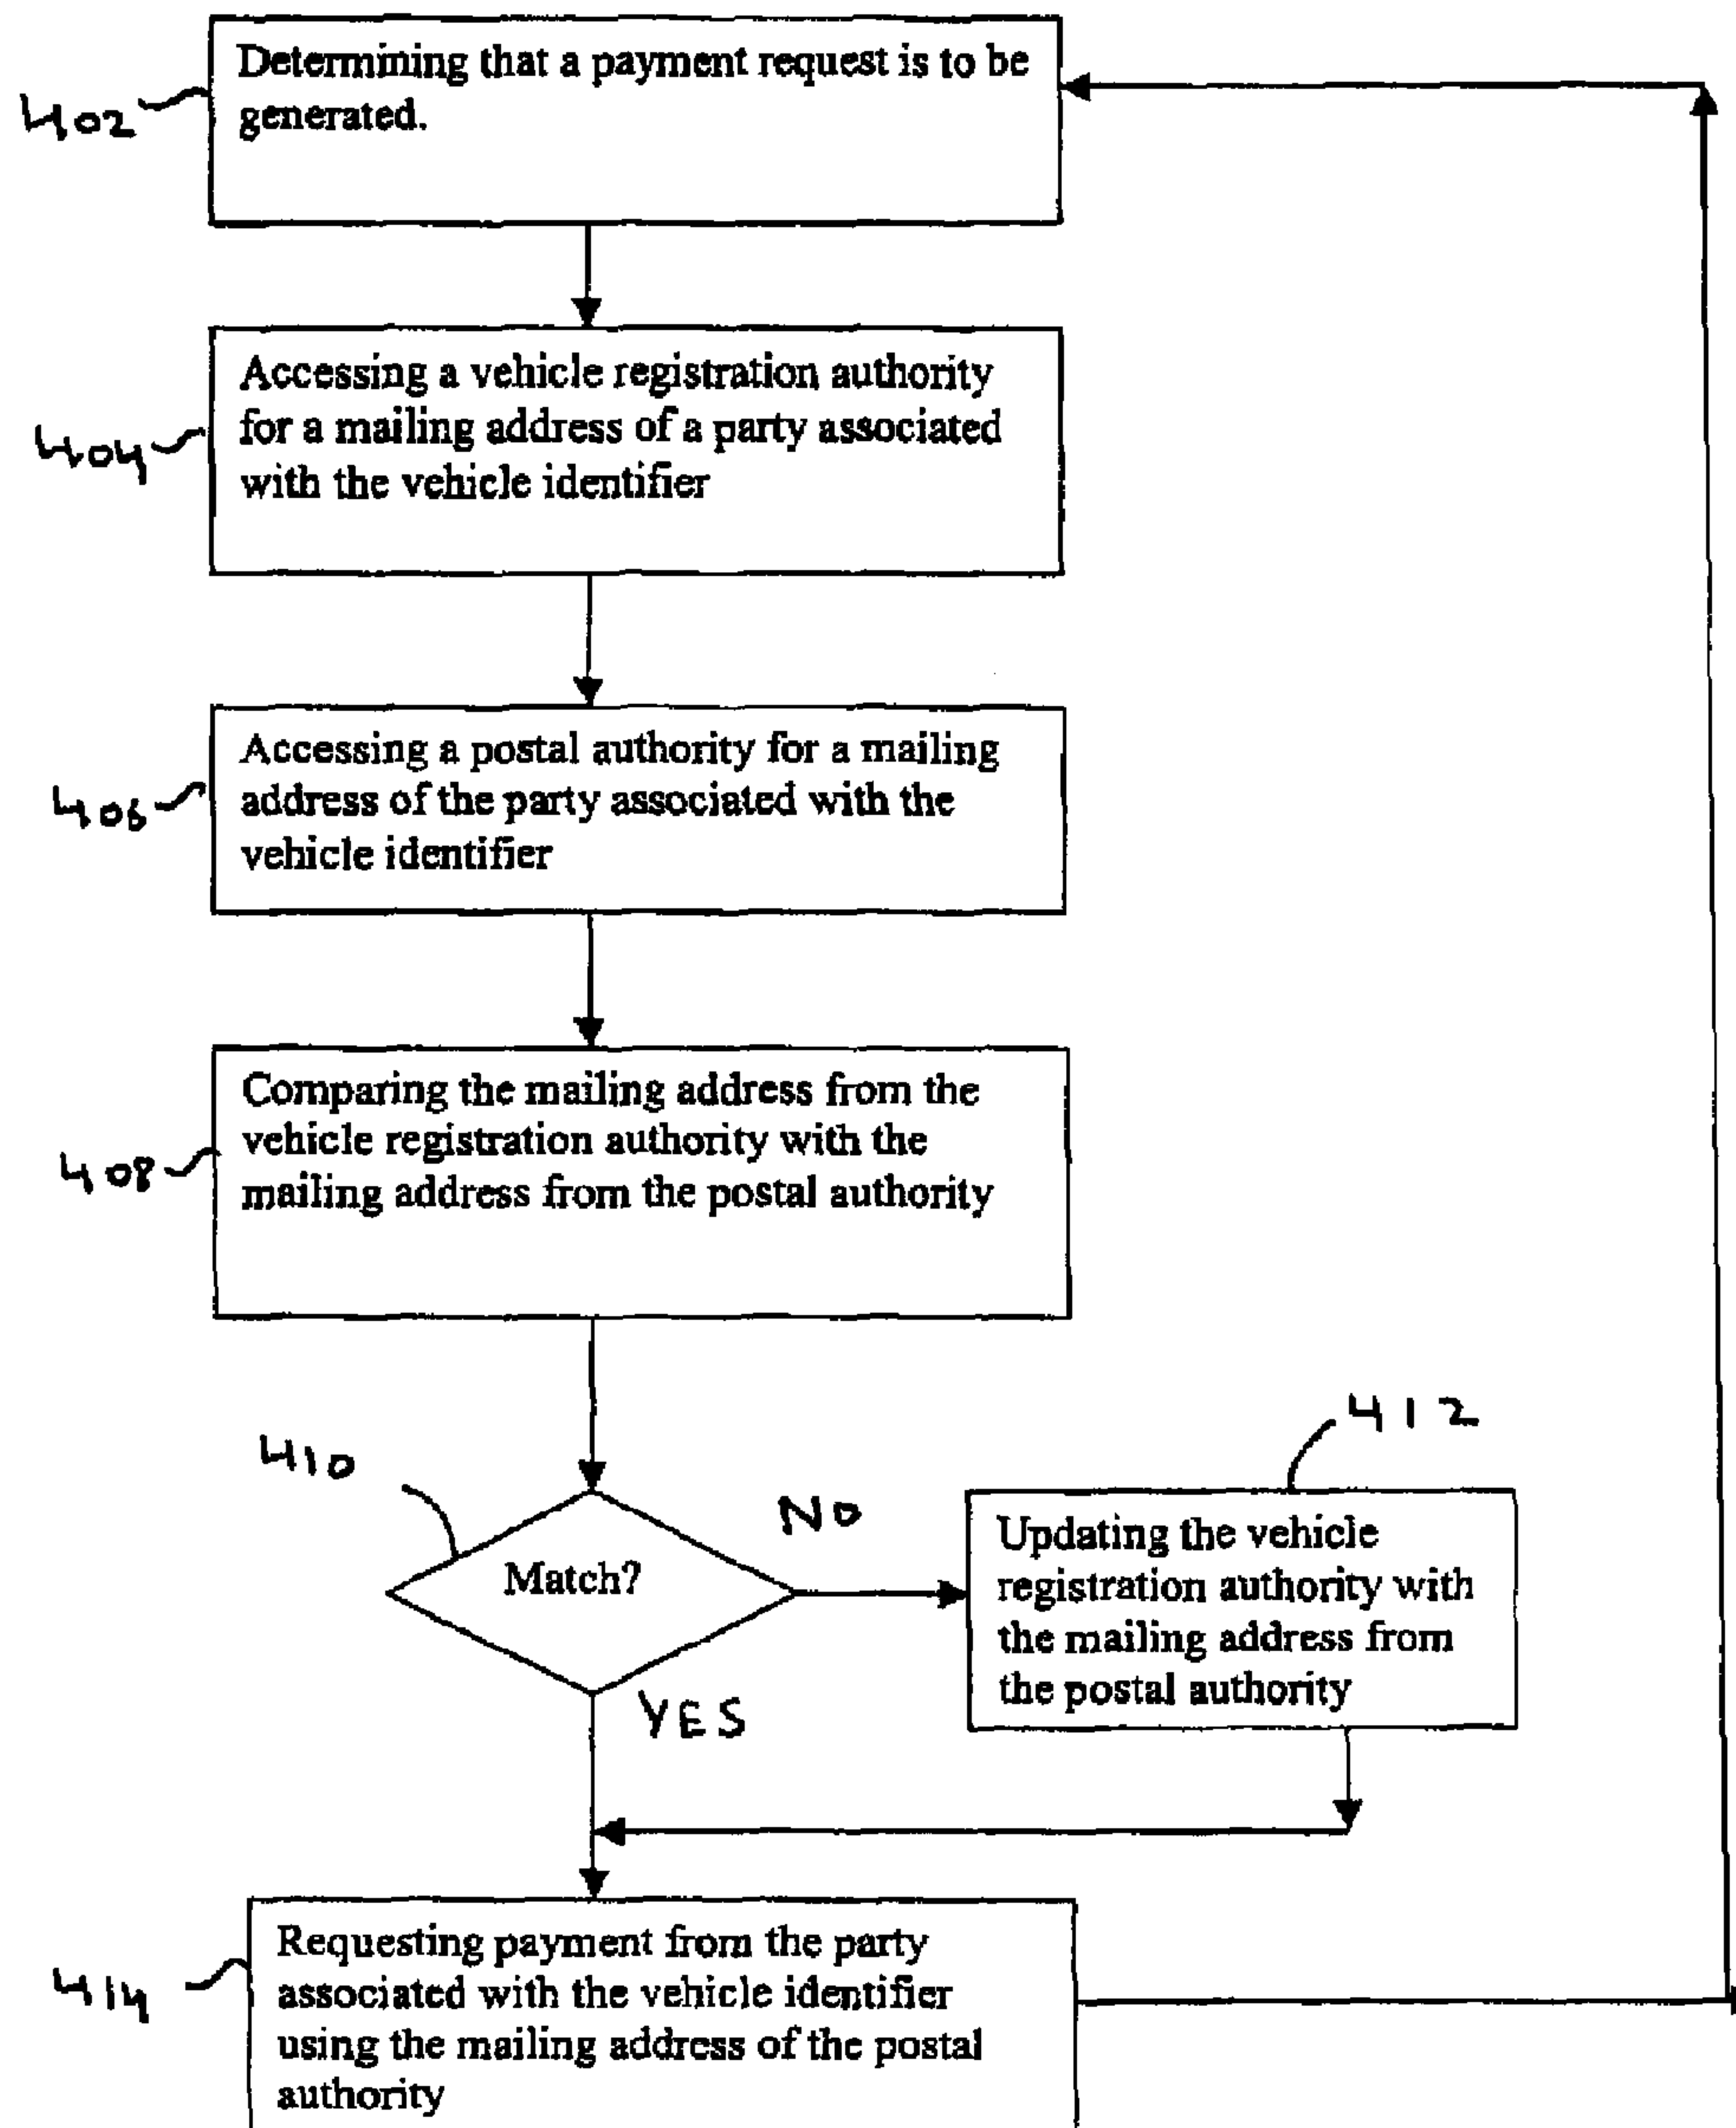 Determining that a payment request is to be
generated.
402
Accessing a vehicle registration authority
for a mailing address of a party associated
with the vehicle identifier
404
Accessing a postal authority for a mailing
address of the party associated with the
vehicle identifier
406
Comparing the mailing address from the
vehicle registration authority with the
mailing address from the postal authority
408
410
Match?
NO
412
Updating the vehicle
registration authority with
the mailing address from
the postal authority
YES
Requesting payment from the party
associated with the vehicle identifier
using the mailing address of the postal
authority
414